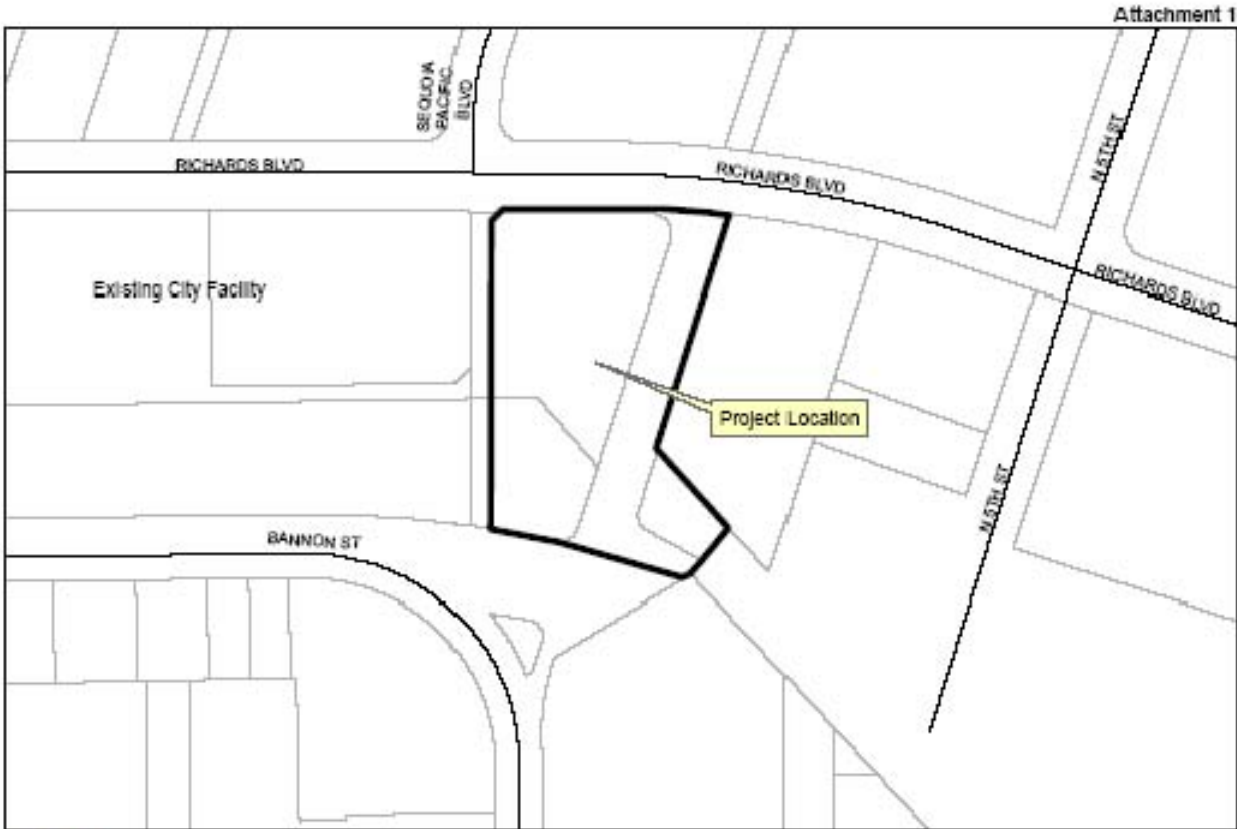 Attachment 1
SEQUOIA
PACIFIC
BLVD
N 5TH ST
RICHARDS BLVD
RICHARDS BLVD
RICHARDS BLVD
Existing City Facility
Project Location
N 5TH ST
BANNON ST